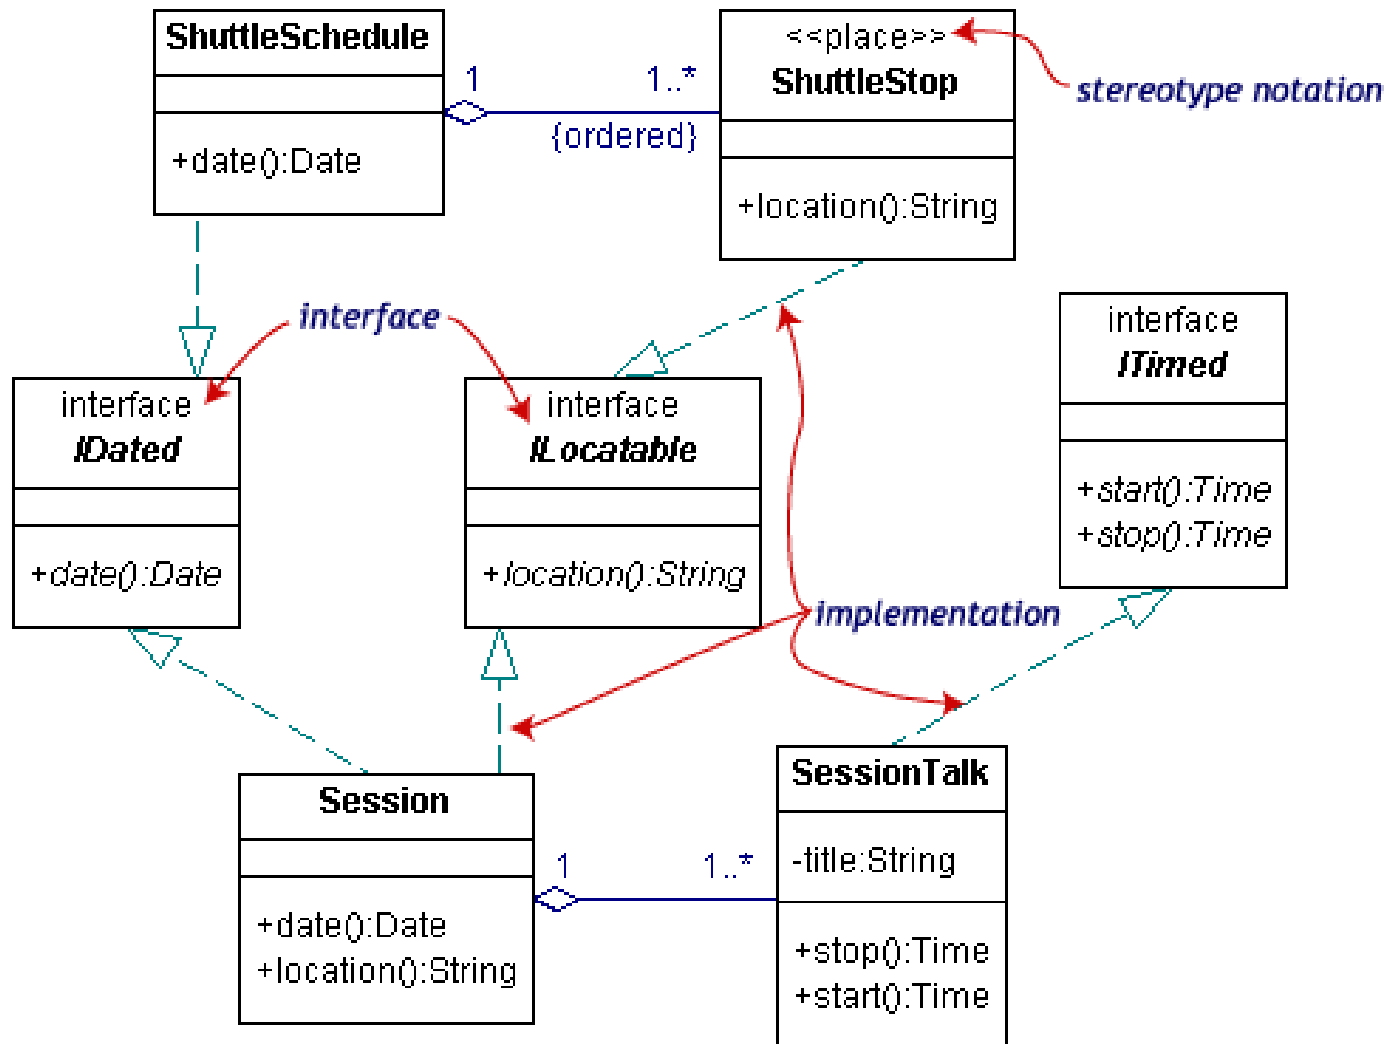 ShuttleSchedule
+date():Date
1
1..*
{ordered}
<<place>>
ShuttleStop
+location():String
stereotype notation
interface
interface
IDated
+date():Date
interface
ILocatable
+location():String
interface
ITimed
+start():Time
+stop():Time
implementation
Session
+date():Date
+location():String
1
1..*
SessionTalk
-title:String
+stop():Time
+start():Time